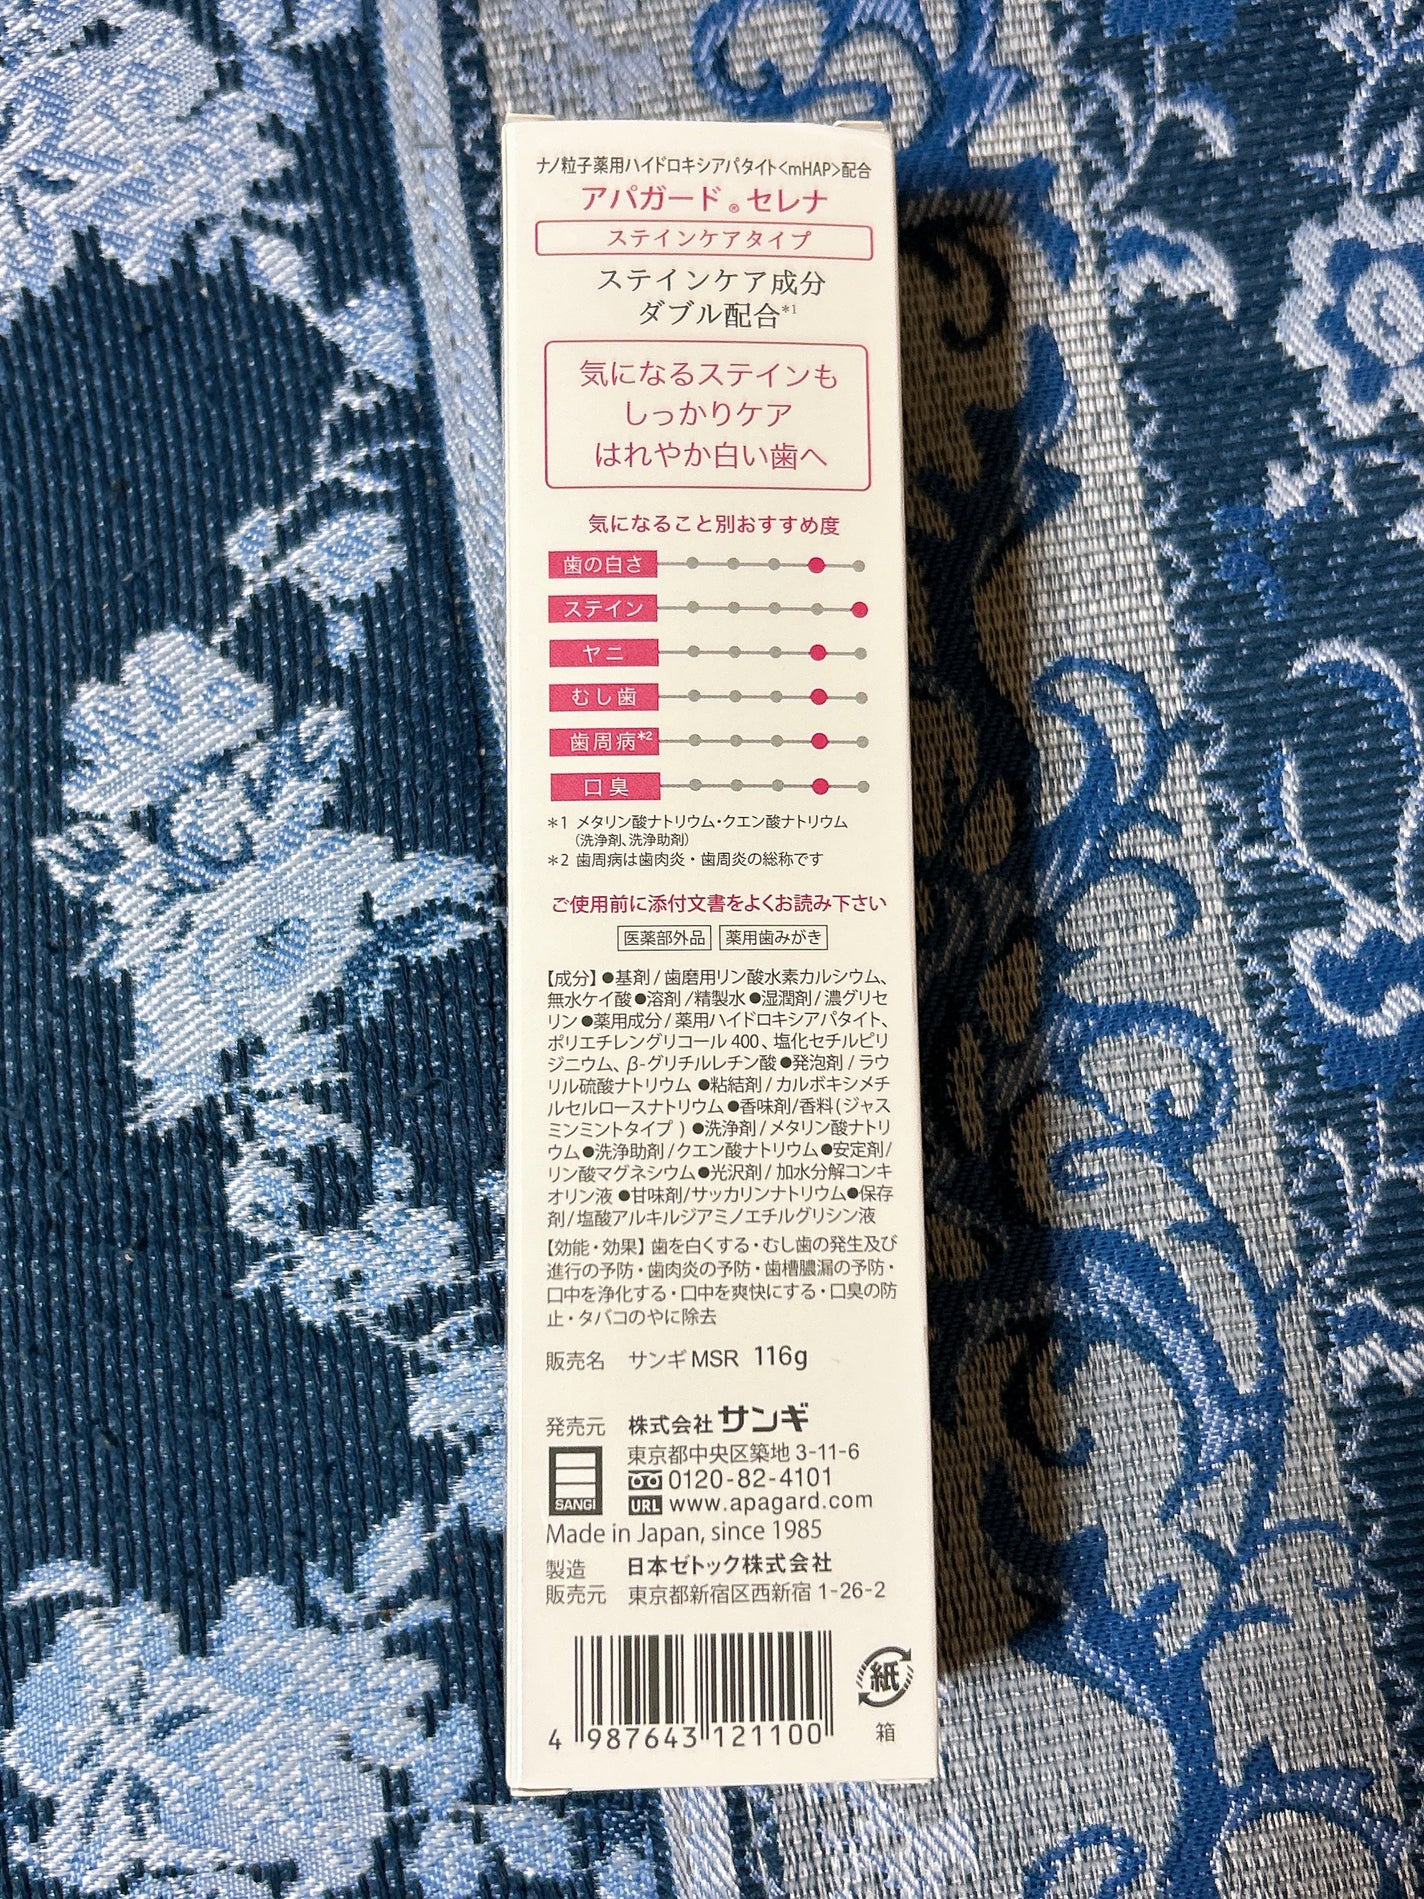 ナノ粒子薬用ハイドロキシアパタイト<mHAP>配合
アパガード® セレナ
ステインケアタイプ
ステインケア成分
ダブル配合*1
気になるステインも
しっかりケア
はれやか白い歯へ
気になること別おすすめ度
歯の白さ
ステイン
ヤニ
むし歯
歯周病*2
口臭
*1 メタリン酸ナトリウム・クエン酸ナトリウム
(洗浄剤、洗浄助剤)
*2 歯周病は歯肉炎・歯周炎の総称です
ご使用前に添付文書をよくお読み下さい
医薬部外品 薬用歯みがき
【成分】●基剤/歯磨用リン酸水素カルシウム、
無水ケイ酸●溶剤/精製水●湿潤剤/濃グリセ
リン●薬用成分/薬用ハイドロキシアパタイト、
ポリエチレングリコール400、塩化セチルピリ
ジニウム、β-グリチルレチン酸●発泡剤/ラウ
リル硫酸ナトリウム ●粘結剤/カルボキシメチ
ルセルロースナトリウム●香味剤/香料(ジャス
ミンミントタイプ)●洗浄剤/メタリン酸ナトリ
ウム●洗浄助剤/クエン酸ナトリウム●安定剤/
リン酸マグネシウム●光沢剤/加水分解コンキ
オリン液●甘味剤/サッカリンナトリウム●保存
剤/塩酸アルキルジアミノエチルグリシン液
【効能・効果】歯を白くする・むし歯の発生及び
進行の予防・歯肉炎の予防・歯槽膿漏の予防・
口中を浄化する・口中を爽快にする・口臭の防
止・タバコのやに除去
販売名 サンギMSR 116g
発売元 株式会社サンギ
東京都中央区築地 3-11-6
0120-82-4101
SANGI URL www.apagard.com
Made in Japan, since 1985
製造 日本ゼトック株式会社
販売元 東京都新宿区西新宿 1-26-2
4 987643 121100
紙
箱